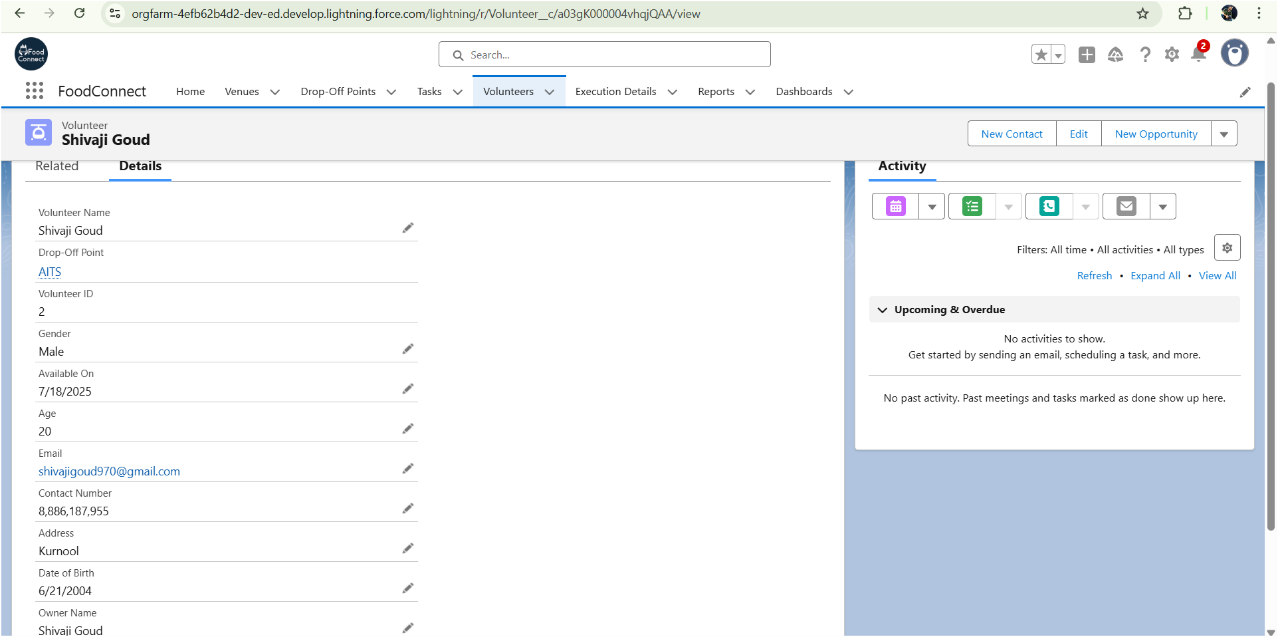 orgfarm-4efb62b4d2-dev-ed.develop.lightning.force.com/lightning/r/Volunteer__c/a03gK000004vhqjQAA/view
Food
Connect
Search...
2
FoodConnect
Home Venues Drop-Off Points Tasks Volunteers Execution Details Reports Dashboards
Volunteer
Shivaji Goud
New Contact Edit New Opportunity
Related Details
Volunteer Name
Shivaji Goud
Drop-Off Point
AITS
Volunteer ID
2
Gender
Male
Available On
7/18/2025
Age
20
Email
shivajigoud970@gmail.com
Contact Number
8,886,187,955
Address
Kurnool
Date of Birth
6/21/2004
Owner Name
Shivaji Goud
Activity
Filters: All time • All activities • All types
Refresh • Expand All • View All
Upcoming & Overdue
No activities to show.
Get started by sending an email, scheduling a task, and more.
No past activity. Past meetings and tasks marked as done show up here.